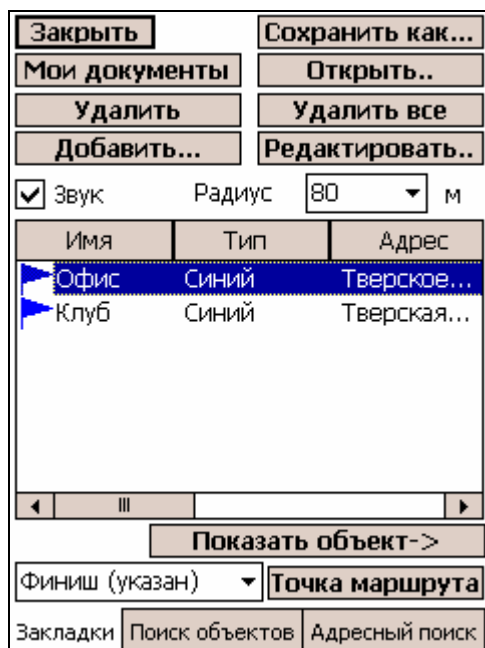 Закрыть Сохранить как...
Мои документы Открыть..
Удалить Удалить все
Добавить... Редактировать..
Звук Радиус 80 м
Имя Тип Адрес
Офис Синий Тверское...
Клуб Синий Тверская...
Показать объект->
Финиш (указан) Точка маршрута
Закладки Поиск объектов Адресный поиск